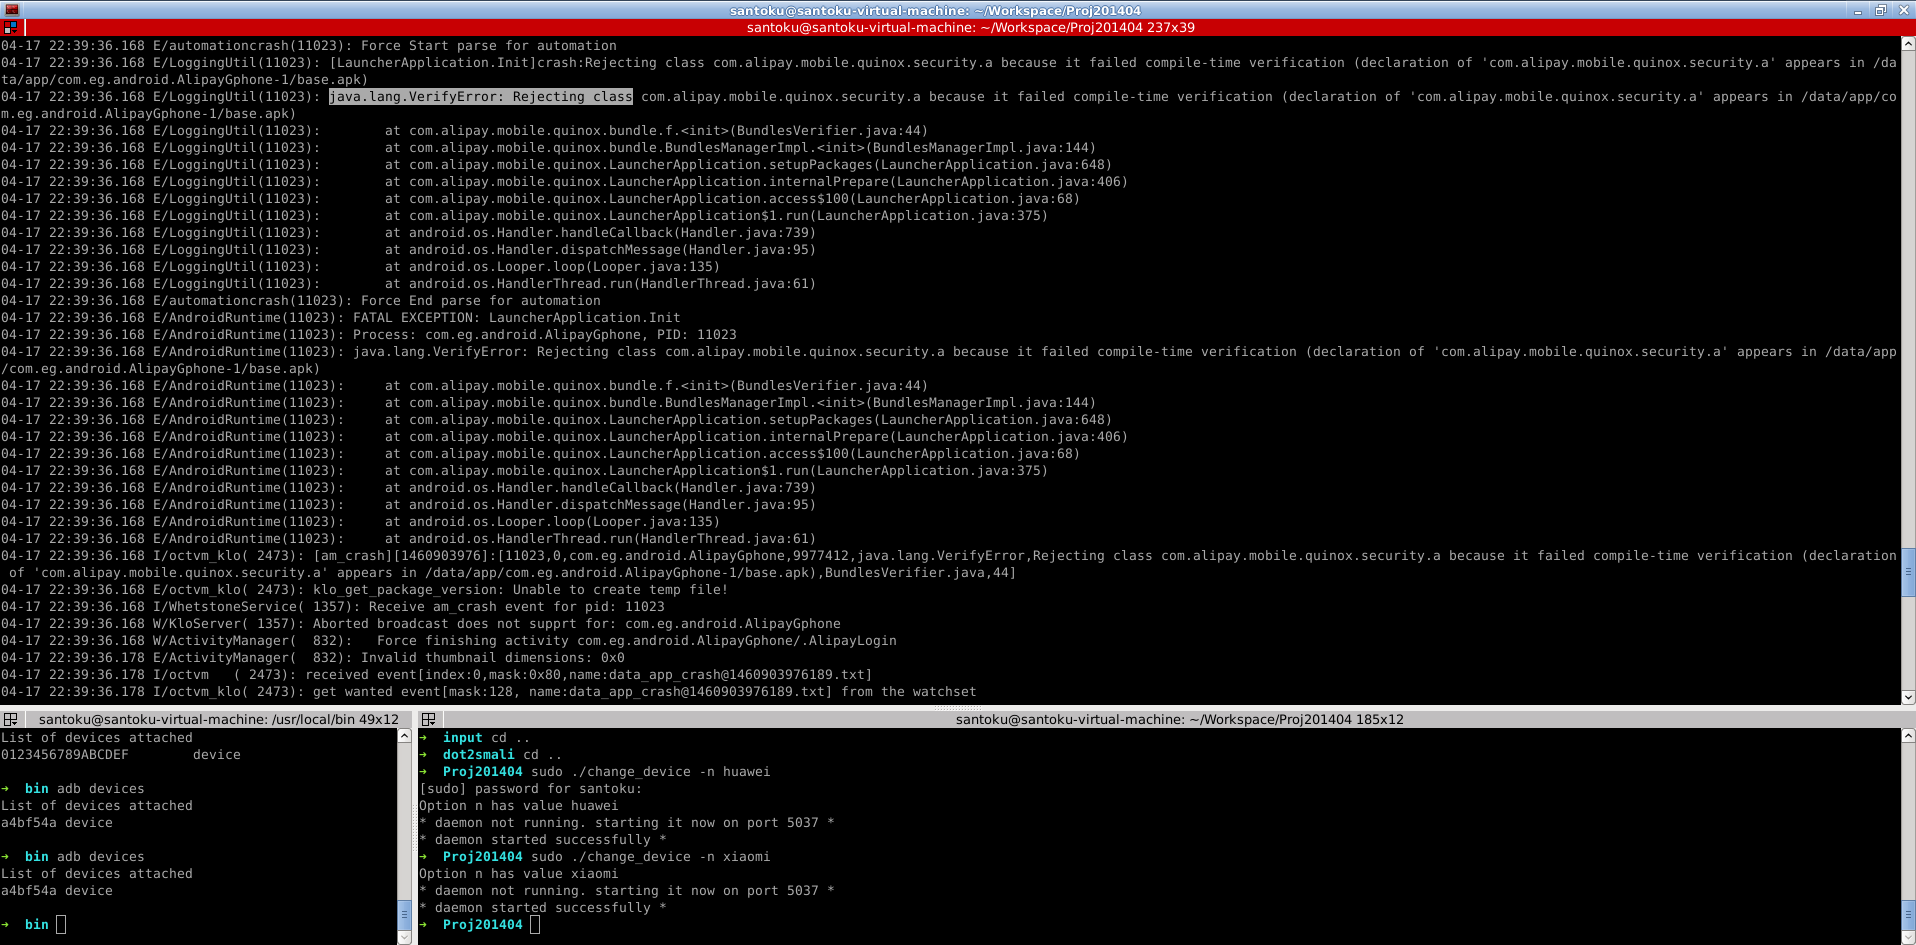 santoku@santoku-virtual-machine: ~/Workspace/Proj201404
santoku@santoku-virtual-machine: ~/Workspace/Proj201404 237x39
04-17 22:39:36.168 E/automationcrash(11023): Force Start parse for automation
04-17 22:39:36.168 E/LoggingUtil(11023): [LauncherApplication.Init]crash:Rejecting class com.alipay.mobile.quinox.security.a because it failed compile-time verification (declaration of 'com.alipay.mobile.quinox.security.a' appears in /da
ta/app/com.eg.android.AlipayGphone-1/base.apk)
04-17 22:39:36.168 E/LoggingUtil(11023): java.lang.VerifyError: Rejecting class com.alipay.mobile.quinox.security.a because it failed compile-time verification (declaration of 'com.alipay.mobile.quinox.security.a' appears in /data/app/co
m.eg.android.AlipayGphone-1/base.apk)
04-17 22:39:36.168 E/LoggingUtil(11023):        at com.alipay.mobile.quinox.bundle.f.<init>(BundlesVerifier.java:44)
04-17 22:39:36.168 E/LoggingUtil(11023):        at com.alipay.mobile.quinox.bundle.BundlesManagerImpl.<init>(BundlesManagerImpl.java:144)
04-17 22:39:36.168 E/LoggingUtil(11023):        at com.alipay.mobile.quinox.LauncherApplication.setupPackages(LauncherApplication.java:648)
04-17 22:39:36.168 E/LoggingUtil(11023):        at com.alipay.mobile.quinox.LauncherApplication.internalPrepare(LauncherApplication.java:406)
04-17 22:39:36.168 E/LoggingUtil(11023):        at com.alipay.mobile.quinox.LauncherApplication.access$100(LauncherApplication.java:68)
04-17 22:39:36.168 E/LoggingUtil(11023):        at com.alipay.mobile.quinox.LauncherApplication$1.run(LauncherApplication.java:375)
04-17 22:39:36.168 E/LoggingUtil(11023):        at android.os.Handler.handleCallback(Handler.java:739)
04-17 22:39:36.168 E/LoggingUtil(11023):        at android.os.Handler.dispatchMessage(Handler.java:95)
04-17 22:39:36.168 E/LoggingUtil(11023):        at android.os.Looper.loop(Looper.java:135)
04-17 22:39:36.168 E/LoggingUtil(11023):        at android.os.HandlerThread.run(HandlerThread.java:61)
04-17 22:39:36.168 E/automationcrash(11023): Force End parse for automation
04-17 22:39:36.168 E/AndroidRuntime(11023): FATAL EXCEPTION: LauncherApplication.Init
04-17 22:39:36.168 E/AndroidRuntime(11023): Process: com.eg.android.AlipayGphone, PID: 11023
04-17 22:39:36.168 E/AndroidRuntime(11023): java.lang.VerifyError: Rejecting class com.alipay.mobile.quinox.security.a because it failed compile-time verification (declaration of 'com.alipay.mobile.quinox.security.a' appears in /data/app
/com.eg.android.AlipayGphone-1/base.apk)
04-17 22:39:36.168 E/AndroidRuntime(11023):     at com.alipay.mobile.quinox.bundle.f.<init>(BundlesVerifier.java:44)
04-17 22:39:36.168 E/AndroidRuntime(11023):     at com.alipay.mobile.quinox.bundle.BundlesManagerImpl.<init>(BundlesManagerImpl.java:144)
04-17 22:39:36.168 E/AndroidRuntime(11023):     at com.alipay.mobile.quinox.LauncherApplication.setupPackages(LauncherApplication.java:648)
04-17 22:39:36.168 E/AndroidRuntime(11023):     at com.alipay.mobile.quinox.LauncherApplication.internalPrepare(LauncherApplication.java:406)
04-17 22:39:36.168 E/AndroidRuntime(11023):     at com.alipay.mobile.quinox.LauncherApplication.access$100(LauncherApplication.java:68)
04-17 22:39:36.168 E/AndroidRuntime(11023):     at com.alipay.mobile.quinox.LauncherApplication$1.run(LauncherApplication.java:375)
04-17 22:39:36.168 E/AndroidRuntime(11023):     at android.os.Handler.handleCallback(Handler.java:739)
04-17 22:39:36.168 E/AndroidRuntime(11023):     at android.os.Handler.dispatchMessage(Handler.java:95)
04-17 22:39:36.168 E/AndroidRuntime(11023):     at android.os.Looper.loop(Looper.java:135)
04-17 22:39:36.168 E/AndroidRuntime(11023):     at android.os.HandlerThread.run(HandlerThread.java:61)
04-17 22:39:36.168 I/octvm_klo( 2473): [am_crash][1460903976]:[11023,0,com.eg.android.AlipayGphone,9977412,java.lang.VerifyError,Rejecting class com.alipay.mobile.quinox.security.a because it failed compile-time verification (declaration
 of 'com.alipay.mobile.quinox.security.a' appears in /data/app/com.eg.android.AlipayGphone-1/base.apk),BundlesVerifier.java,44]
04-17 22:39:36.168 E/octvm_klo( 2473): klo_get_package_version: Unable to create temp file!
04-17 22:39:36.168 I/WhetstoneService( 1357): Receive am_crash event for pid: 11023
04-17 22:39:36.168 W/KloServer( 1357): Aborted broadcast does not supprt for: com.eg.android.AlipayGphone
04-17 22:39:36.168 W/ActivityManager(  832):   Force finishing activity com.eg.android.AlipayGphone/.AlipayLogin
04-17 22:39:36.178 E/ActivityManager(  832): Invalid thumbnail dimensions: 0x0
04-17 22:39:36.178 I/octvm   ( 2473): received event[index:0,mask:0x80,name:data_app_crash@1460903976189.txt]
04-17 22:39:36.178 I/octvm_klo( 2473): get wanted event[mask:128, name:data_app_crash@1460903976189.txt] from the watchset
santoku@santoku-virtual-machine: /usr/local/bin 49x12
List of devices attached
0123456789ABCDEF        device
→  bin adb devices
List of devices attached
a4bf54a device
→  bin adb devices
List of devices attached
a4bf54a device
→  bin
santoku@santoku-virtual-machine: ~/Workspace/Proj201404 185x12
→  input cd ..
→  dot2smali cd ..
→  Proj201404 sudo ./change_device -n huawei
[sudo] password for santoku:
Option n has value huawei
* daemon not running. starting it now on port 5037 *
* daemon started successfully *
→  Proj201404 sudo ./change_device -n xiaomi
Option n has value xiaomi
* daemon not running. starting it now on port 5037 *
* daemon started successfully *
→  Proj201404